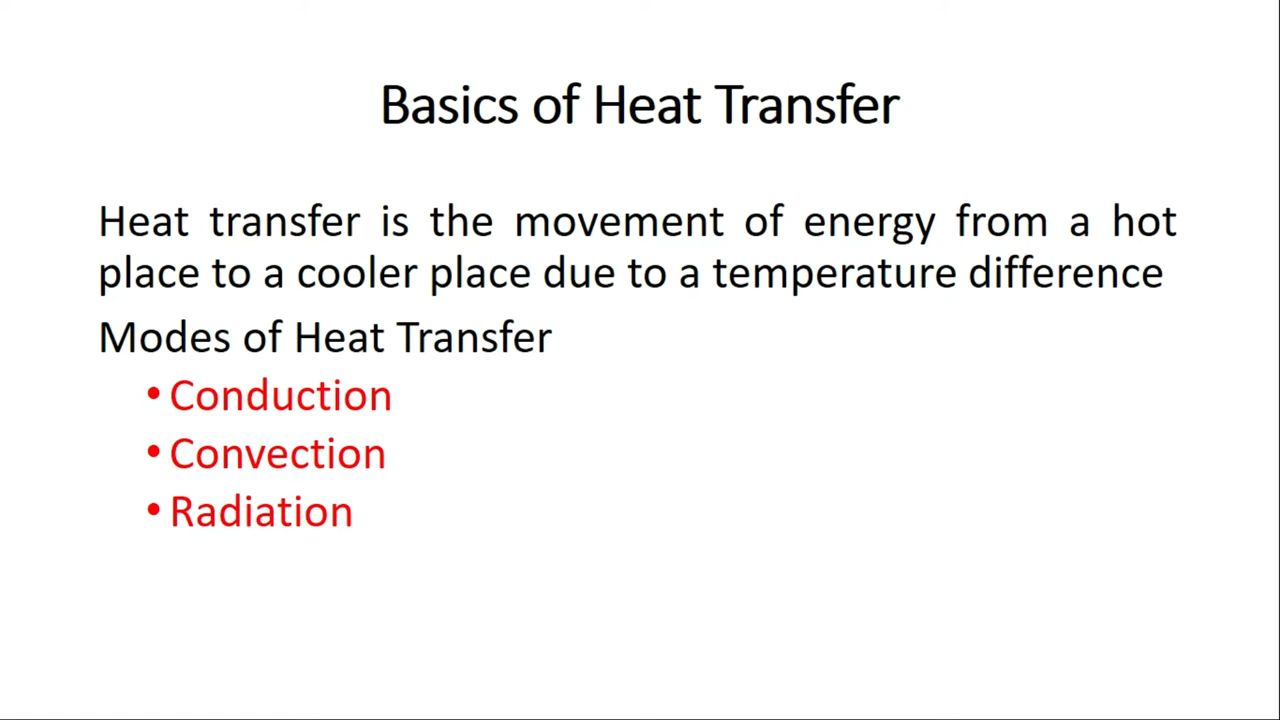 Basics of Heat Transfer
Heat transfer is the movement of energy from a hot
place to a cooler place due to a temperature difference
Modes of Heat Transfer
• Conduction
• Convection
• Radiation